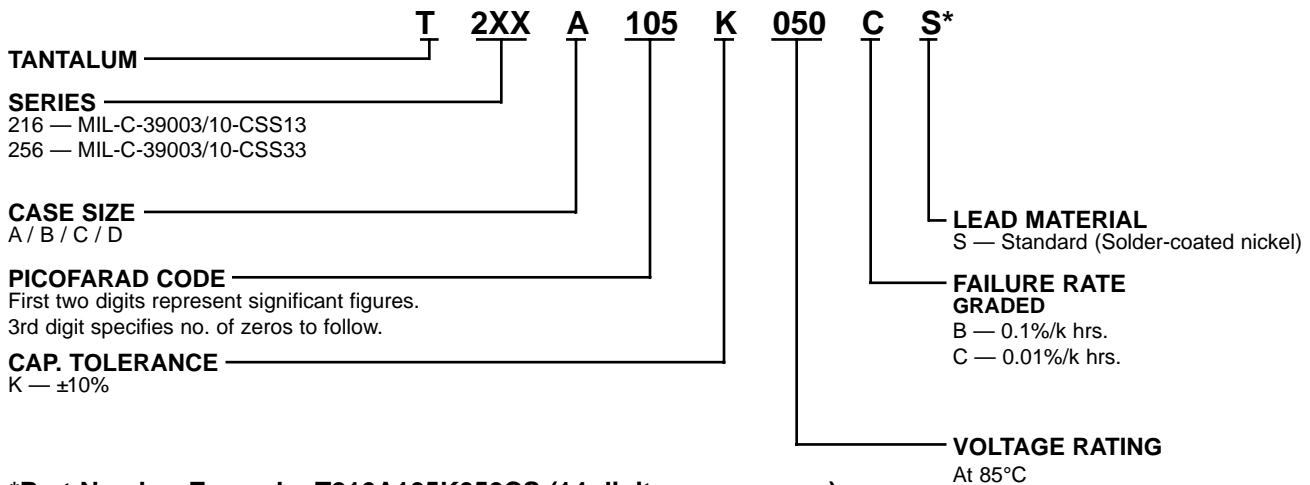 T 2XX A 105 K 050 C S*
TANTALUM
SERIES
216 — MIL-C-39003/10-CSS13
256 — MIL-C-39003/10-CSS33
CASE SIZE
A / B / C / D
PICOFARAD CODE
First two digits represent significant figures.
3rd digit specifies no. of zeros to follow.
CAP. TOLERANCE
K — ±10%
LEAD MATERIAL
S — Standard (Solder-coated nickel)
FAILURE RATE
GRADED
B — 0.1%/k hrs.
C — 0.01%/k hrs.
VOLTAGE RATING
At 85°C